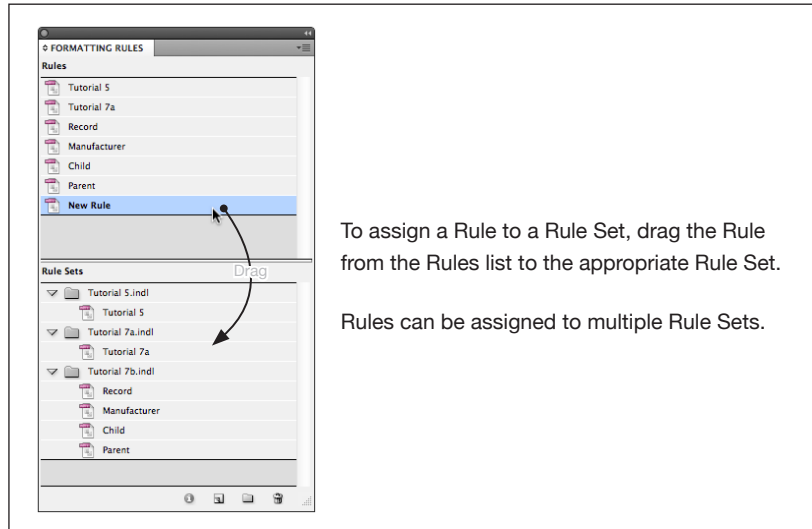 FORMATTING RULES
Rules
Tutorial 5
Tutorial 7a
Record
Manufacturer
Child
Parent
New Rule
Drag
Rule Sets
Tutorial 5.indl
Tutorial 5
Tutorial 7a.indl
Tutorial 7a
Tutorial 7b.indl
Record
Manufacturer
Child
Parent
To assign a Rule to a Rule Set, drag the Rule
from the Rules list to the appropriate Rule Set.
Rules can be assigned to multiple Rule Sets.